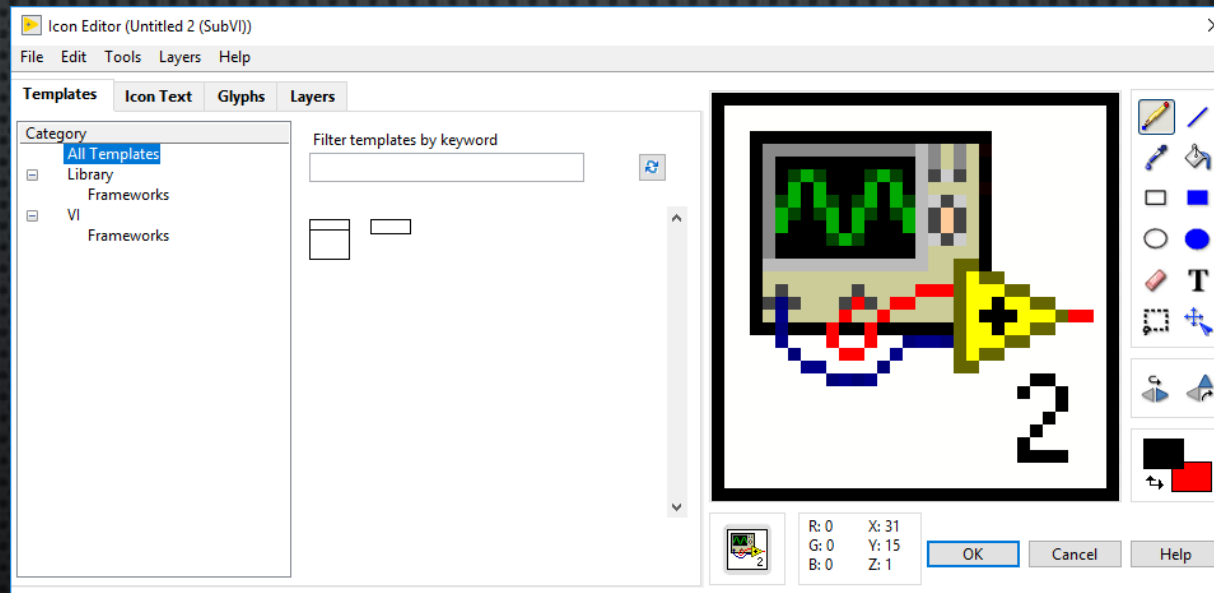 Icon Editor (Untitled 2 (SubVI))
File Edit Tools Layers Help
Templates Icon Text Glyphs Layers
Category
All Templates
Library
Frameworks
VI
Frameworks
Filter templates by keyword
2
T
2
R: 0 X: 31
G: 0 Y: 15
B: 0 Z: 1
OK Cancel Help